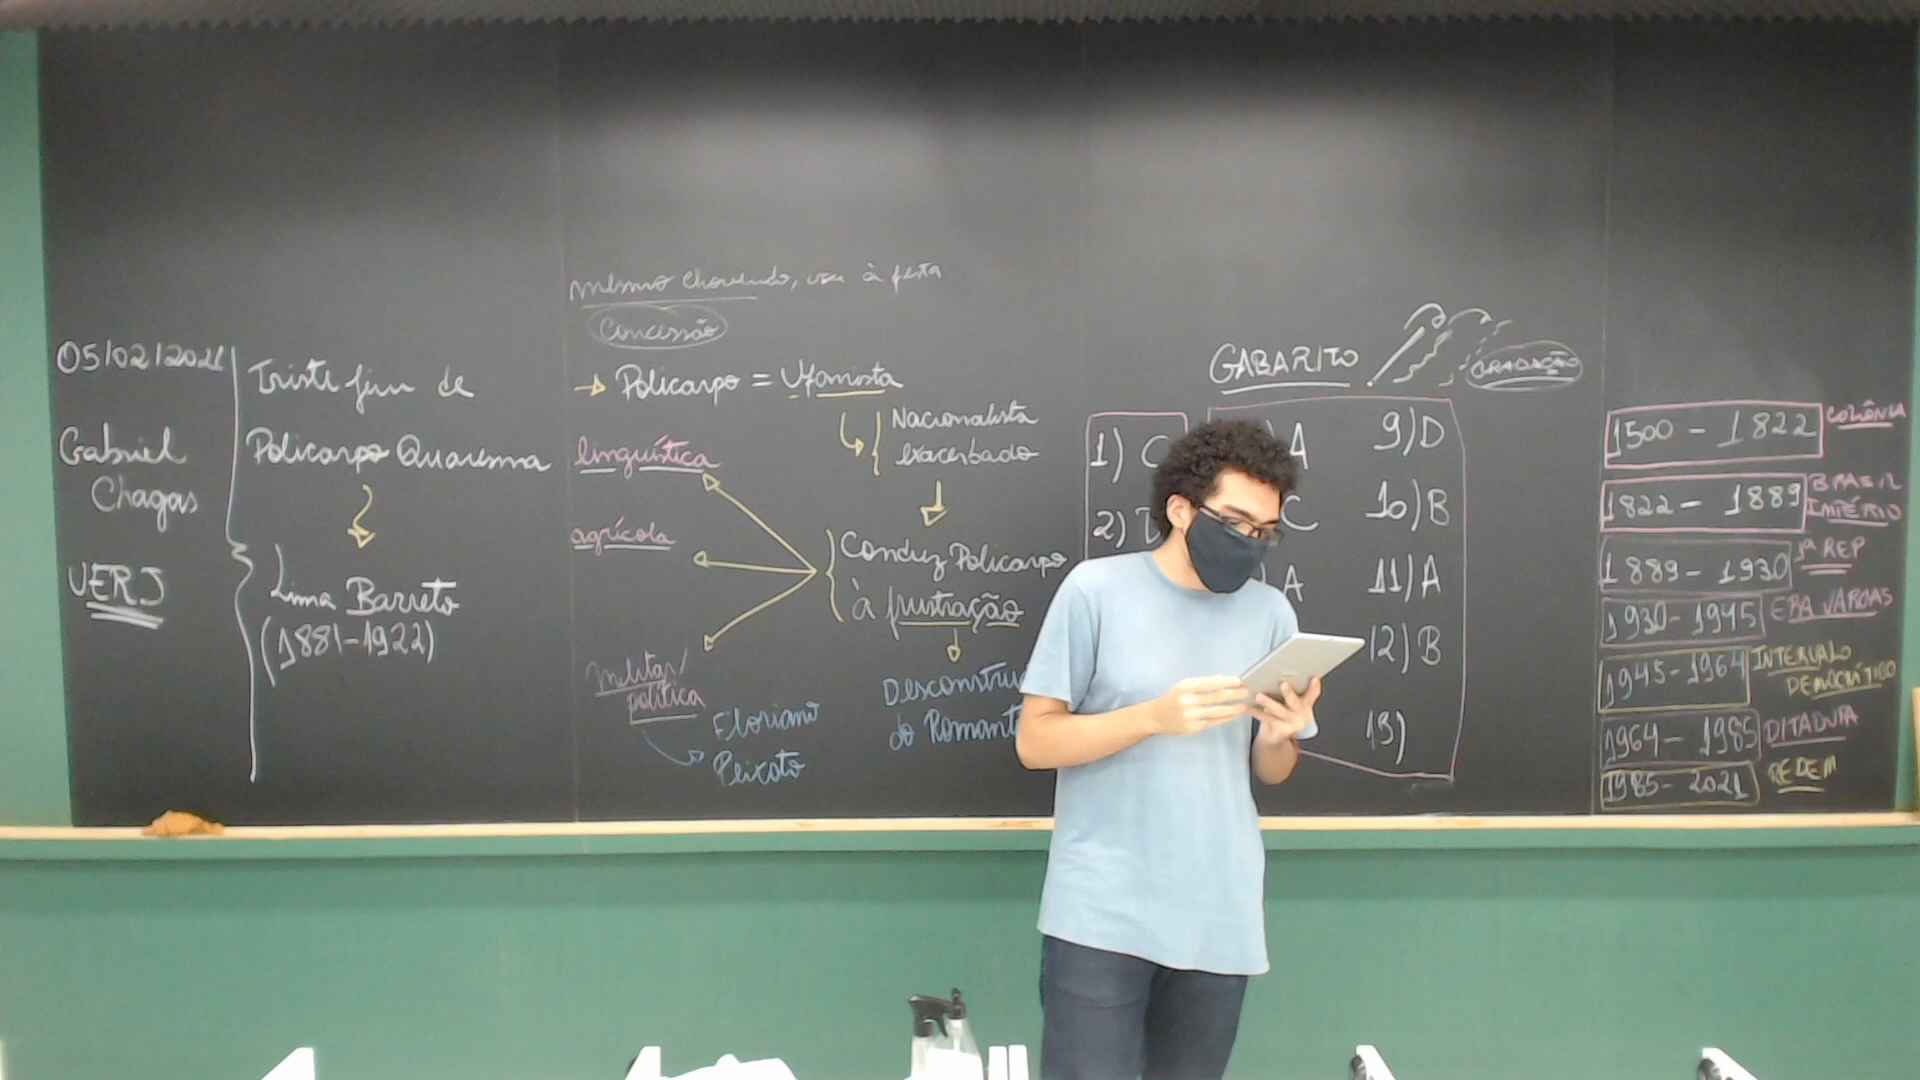 05/02/2021
Gabriel
Chagas
UERJ
Triste fim de
Policarpo Quaresma
Lima Barreto
(1881-1922)
mesmo chovendo, vou à festa
Concessão
Policarpo = Ufanista
Nacionalista
exacerbado
linguística
agrícola
militar/
política
Floriano
Peixoto
Conduz Policarpo
à frustração
Desconstru
do Romant
GABARITO
GRADAÇÃO
1) C
2)
A
C
A
9) D
10) B
11) A
12) B
13)
1500 - 1822 COLÔNIA
1822 - 1889 BRASIL IMPÉRIO
1889 - 1930 1ª REP
1930 - 1945 ERA VARGAS
1945 - 1964 INTERVALO DEMOCRÁTICO
1964 - 1985 DITADURA
1985 - 2021 REDEM